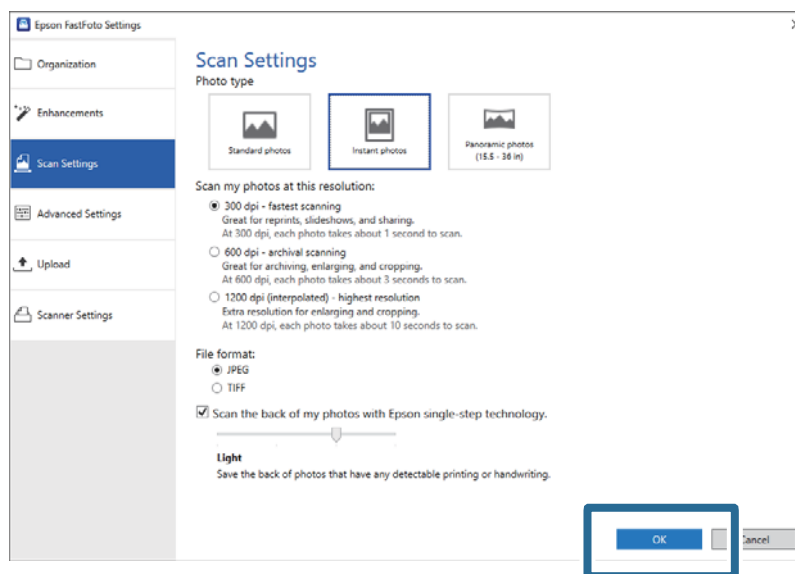 Epson FastFoto Settings
Organization
Enhancements
Scan Settings
Advanced Settings
Upload
Scanner Settings
Scan Settings
Photo type
Standard photos
Instant photos
Panoramic photos
(15.5 - 36 in)
Scan my photos at this resolution:
300 dpi - fastest scanning
Great for reprints, slideshows, and sharing.
At 300 dpi, each photo takes about 1 second to scan.
600 dpi - archival scanning
Great for archiving, enlarging, and cropping.
At 600 dpi, each photo takes about 3 seconds to scan.
1200 dpi (interpolated) - highest resolution
Extra resolution for enlarging and cropping.
At 1200 dpi, each photo takes about 10 seconds to scan.
File format:
JPEG
TIFF
Scan the back of my photos with Epson single-step technology.
Light
Save the back of photos that have any detectable printing or handwriting.
OK
Cancel